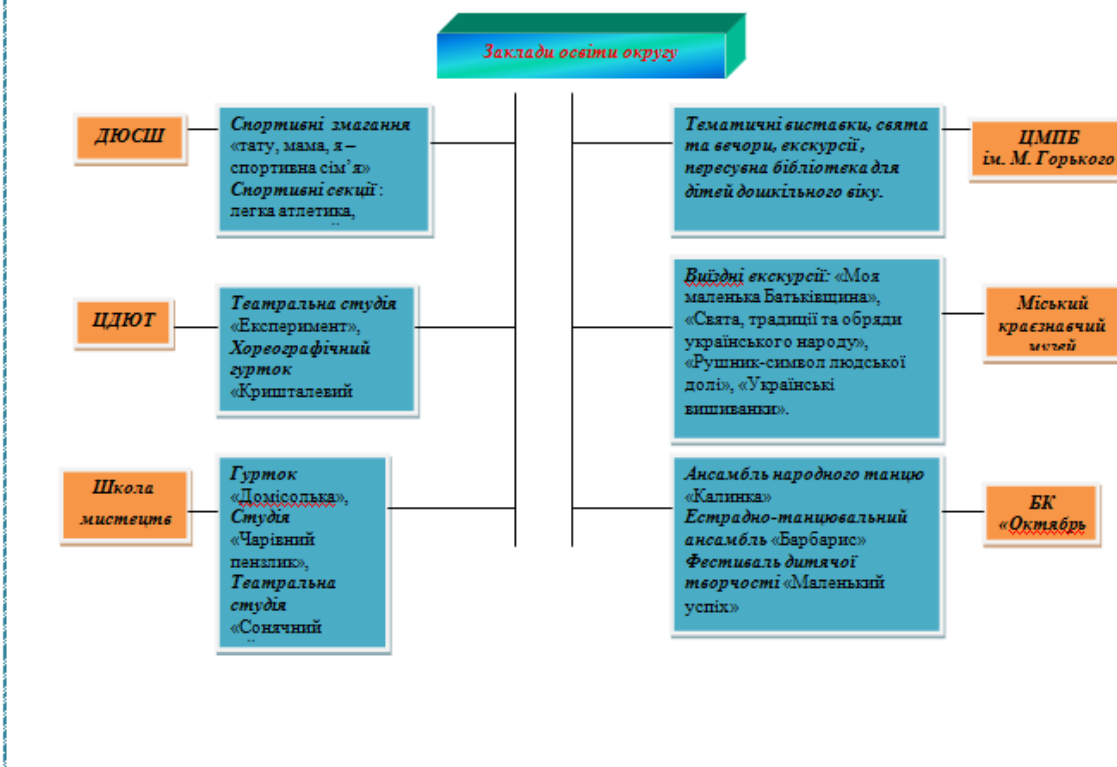 Заклади освіти округу
ДЮСШ
Спортивні змагання
«тату, мама, я –
спортивна сім’я»
Спортивні секції :
легка атлетика,
Тематичні виставки, свята
та вечори, екскурсії,
пересувна бібліотека для
дітей дошкільного віку.
ЦМПБ
ім. М. Горького
ЦДЮТ
Театральна студія
«Експеримент»,
Хореографічний
гурток
«Кришталевий
Виїздні екскурсії: «Моя
маленька Батьківщина»,
«Свята, традиції та обряди
українського народу»,
«Рушник-символ людської
долі», «Українські
вишиванки».
Міський
краєзнавчий
музей
Школа
мистецтв
Гурток
«Домісолька»,
Студія
«Чарівний
пензлик»,
Театральна
студія
«Сонячний
Ансамбль народного танцю
«Калинка»
Естрадно-танцювальний
ансамбль «Барбарис»
Фестиваль дитячої
творчості «Маленький
успіх»
БК
«Октябрь